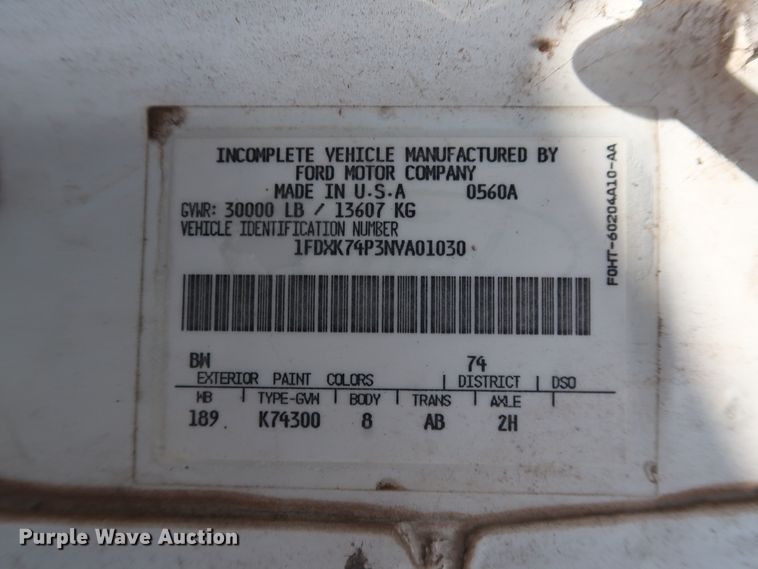 INCOMPLETE VEHICLE MANUFACTURED BY
FORD MOTOR COMPANY
MADE IN U.S.A 0560A
GVWR: 30000 LB / 13607 KG
VEHICLE IDENTIFICATION NUMBER
1FDXK74P3NVA01030
F0HT-60204A10-AA
BW 74
EXTERIOR PAINT COLORS | DISTRICT | DSO
WB | TYPE-GVW | BODY | TRANS | AXLE |
189 K74300 8 AB 2H
Purple Wave Auction